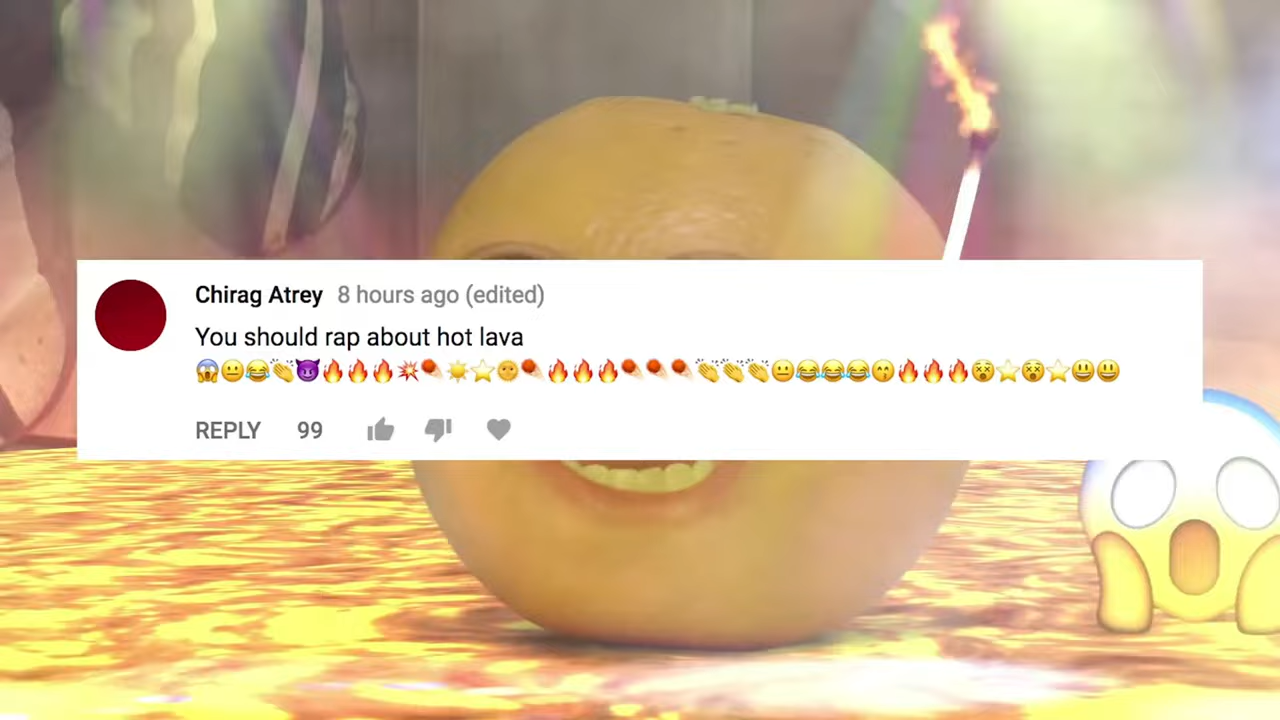 Chirag Atrey 8 hours ago (edited)
You should rap about hot lava
😱😐😂👏😈🔥🔥🔥💥☄️☀️⭐🌞☄️🔥🔥🔥☄️☄️☄️👏👏👏😐😂😂😂😙🔥🔥🔥😵⭐😵⭐😃😃
REPLY 99